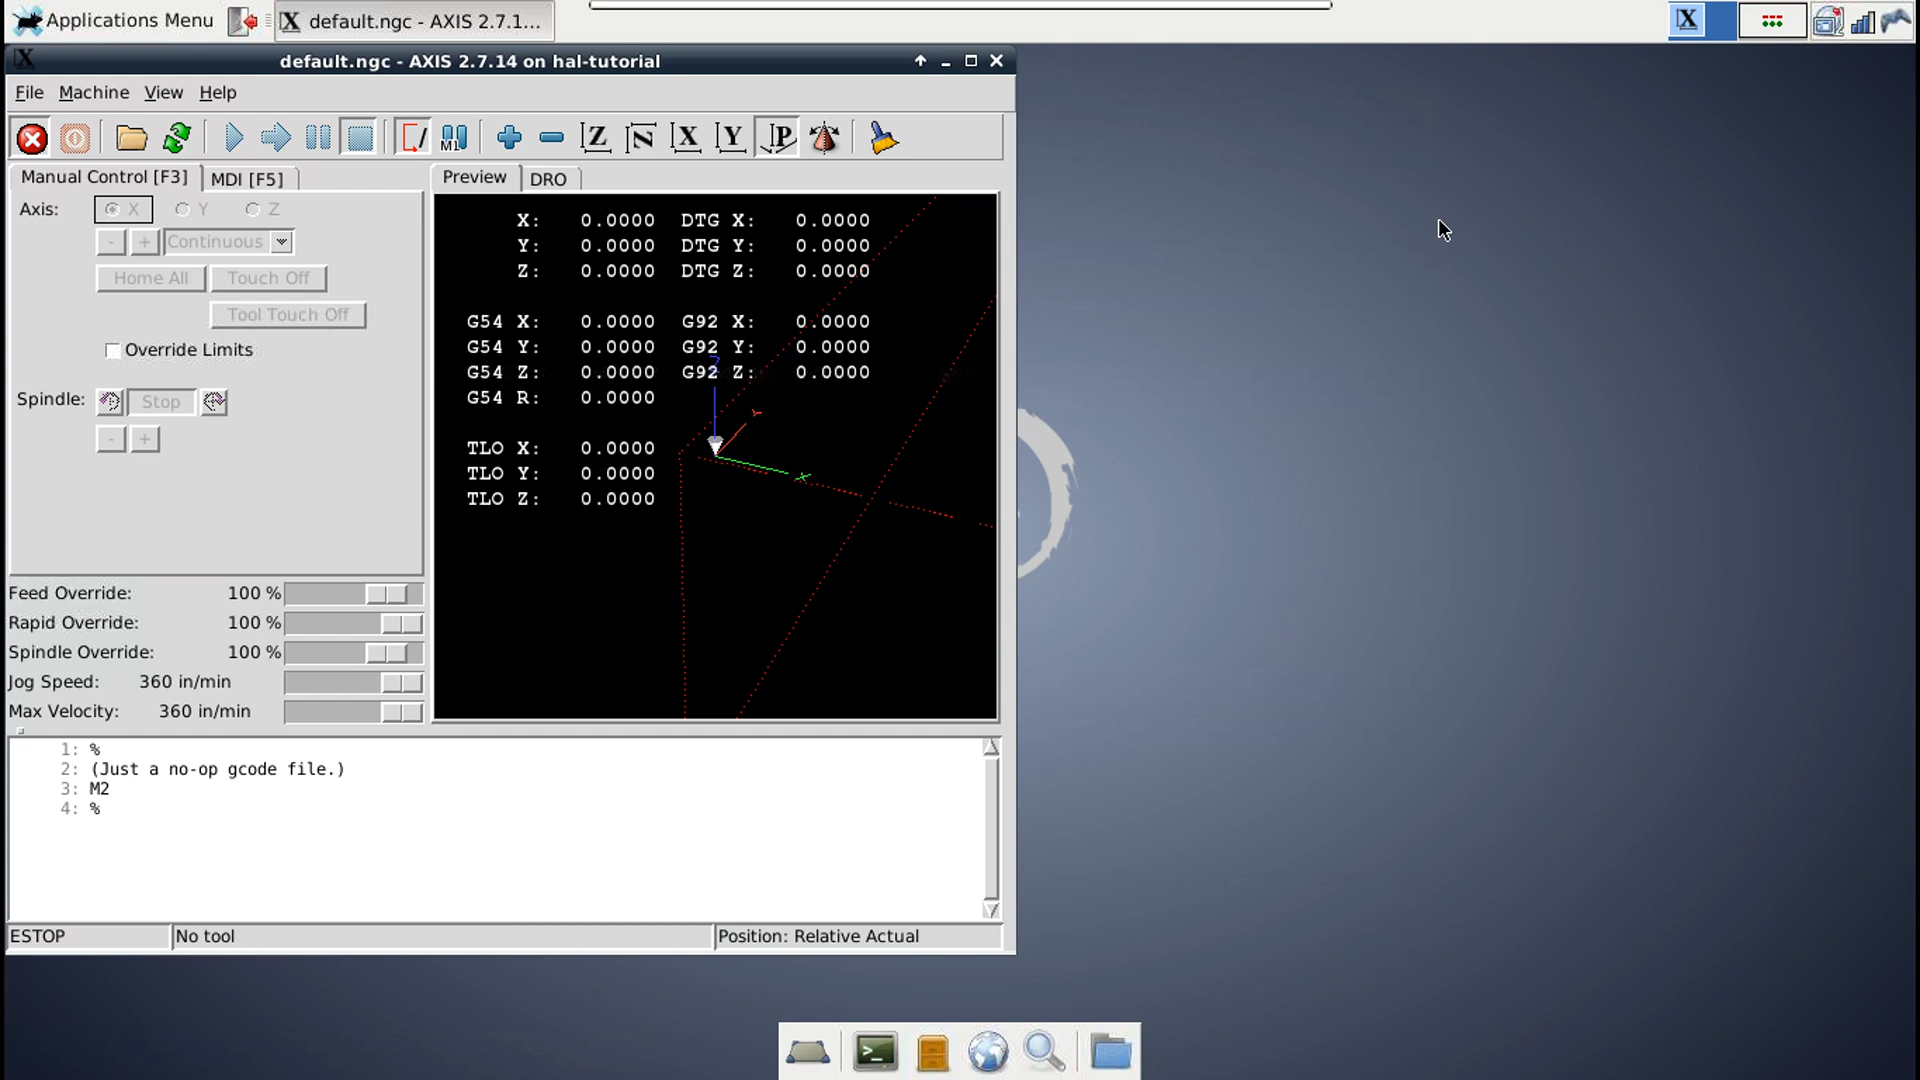 Applications Menu
X default.ngc - AXIS 2.7.1...
X
default.ngc - AXIS 2.7.14 on hal-tutorial
File Machine View Help
M1 Z N X Y P
Manual Control [F3] MDI [F5]
Preview DRO
Axis: X Y Z
- + Continuous
Home All Touch Off
Tool Touch Off
Override Limits
Spindle: Stop
- +
X: 0.0000 DTG X: 0.0000
Y: 0.0000 DTG Y: 0.0000
Z: 0.0000 DTG Z: 0.0000
G54 X: 0.0000 G92 X: 0.0000
G54 Y: 0.0000 G92 Y: 0.0000
G54 Z: 0.0000 G92 Z: 0.0000
G54 R: 0.0000
TLO X: 0.0000
TLO Y: 0.0000
TLO Z: 0.0000
Feed Override: 100 %
Rapid Override: 100 %
Spindle Override: 100 %
Jog Speed: 360 in/min
Max Velocity: 360 in/min
1: %
2: (Just a no-op gcode file.)
3: M2
4: %
ESTOP No tool Position: Relative Actual